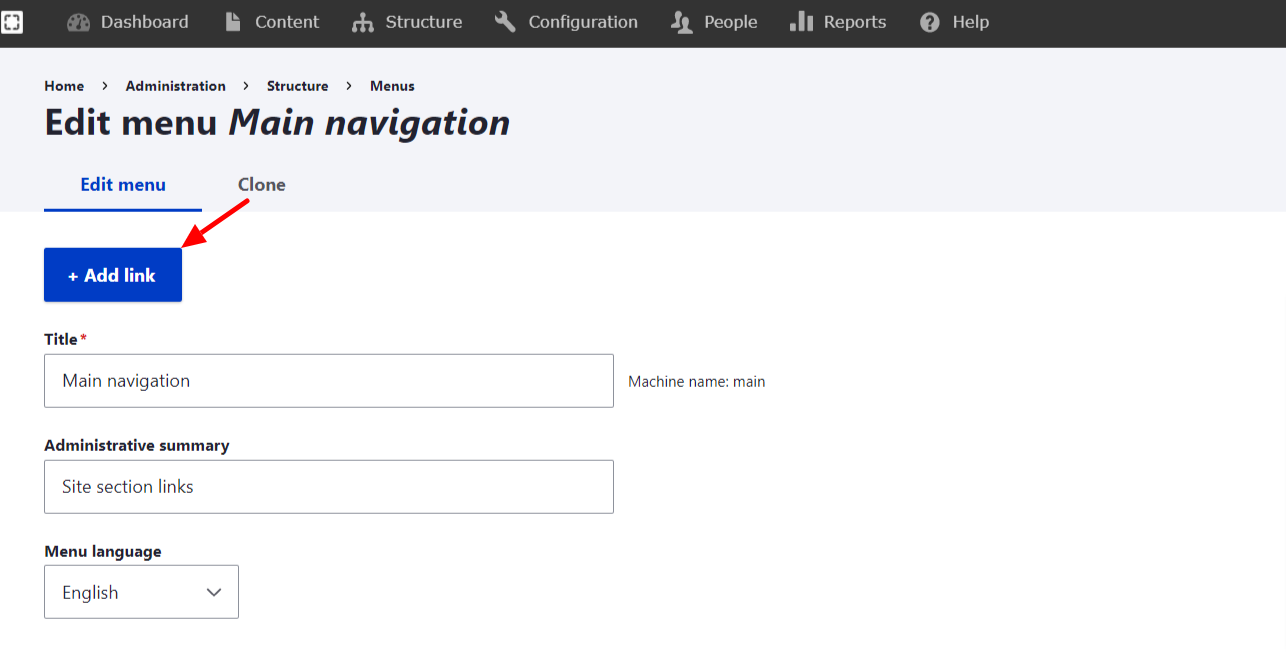 Dashboard Content Structure Configuration People Reports Help
Home > Administration > Structure > Menus
Edit menu Main navigation
Edit menu Clone
+ Add link
Title*
Main navigation Machine name: main
Administrative summary
Site section links
Menu language
English